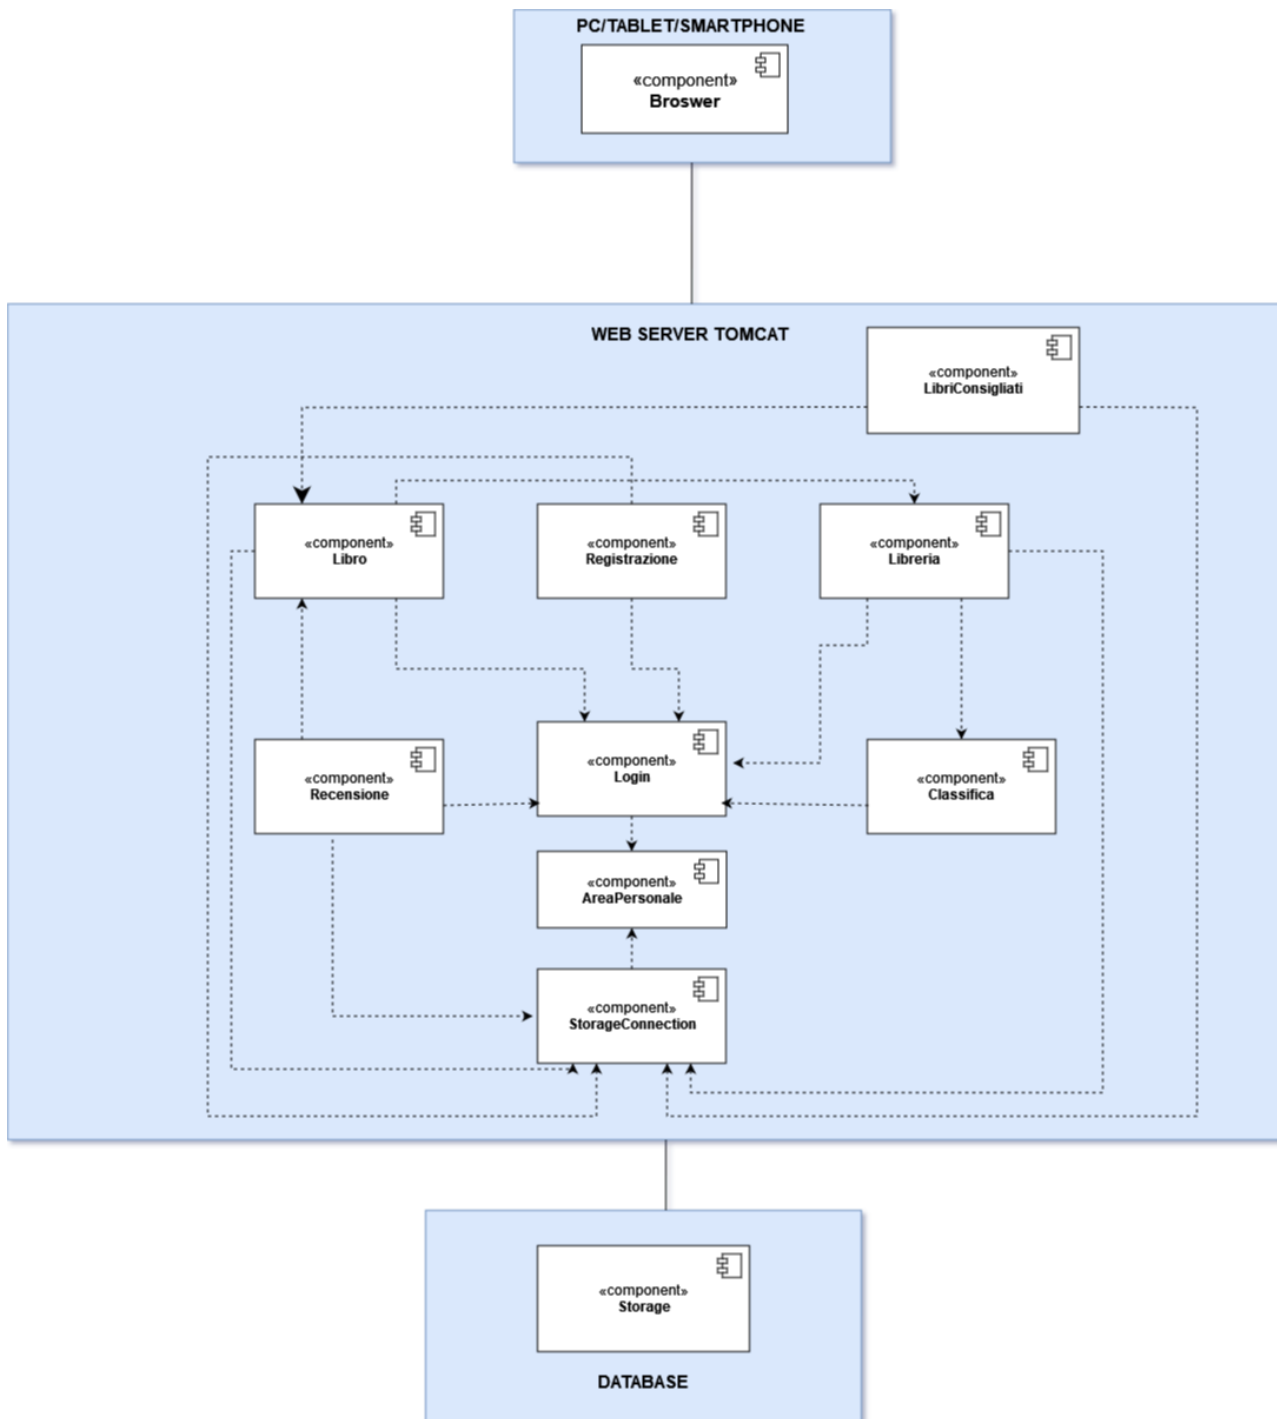 PC/TABLET/SMARTPHONE
«component»
Broswer
WEB SERVER TOMCAT
«component»
LibriConsigliati
«component»
Libro
«component»
Registrazione
«component»
Libreria
«component»
Recensione
«component»
Login
«component»
Classifica
«component»
AreaPersonale
«component»
StorageConnection
«component»
Storage
DATABASE